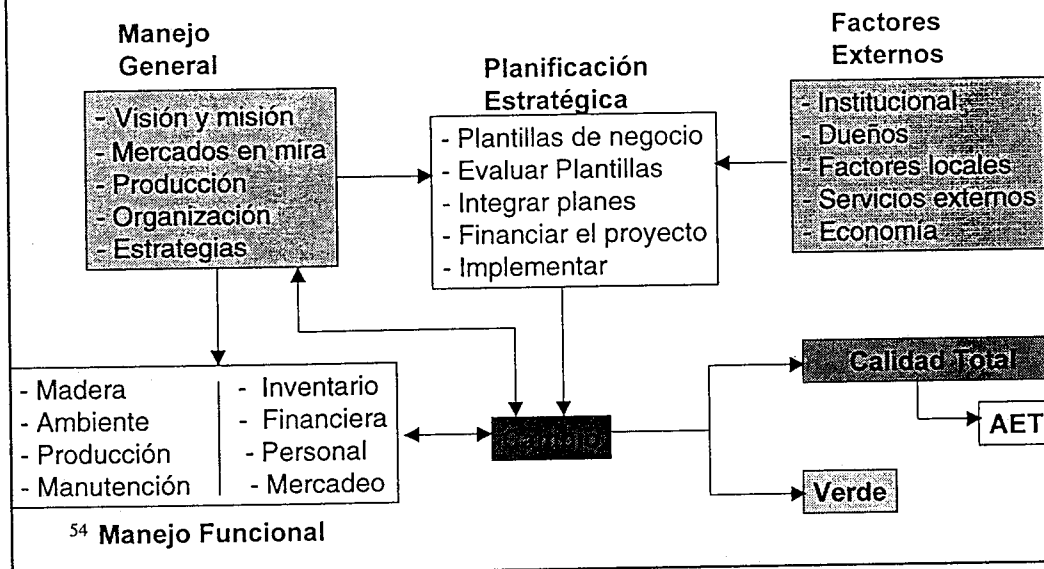 Manejo
General
- Visión y misión
- Mercados en mira
- Producción
- Organización
- Estrategias
Planificación
Estratégica
- Plantillas de negocio
- Evaluar Plantillas
- Integrar planes
- Financiar el proyecto
- Implementar
Factores
Externos
- Institucional
- Dueños
- Factores locales
- Servicios externos
- Economía
- Madera
- Ambiente
- Producción
- Manutención
- Inventario
- Financiera
- Personal
- Mercadeo
54 Manejo Funcional
Calidad Total
AET
Verde